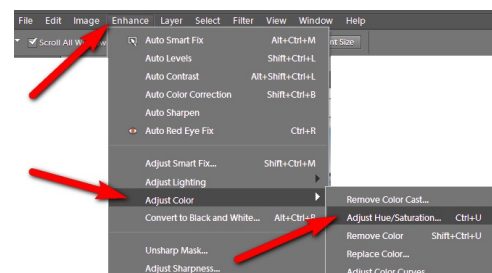 File Edit Image Enhance Layer Select Filter View Window Help
Scroll All
nt Size
Auto Smart Fix Alt+Ctrl+M
Auto Levels Shift+Ctrl+L
Auto Contrast Alt+Shift+Ctrl+L
Auto Color Correction Shift+Ctrl+B
Auto Sharpen
Auto Red Eye Fix Ctrl+R
Adjust Smart Fix... Shift+Ctrl+M
Adjust Lighting
Adjust Color
Convert to Black and White... Alt+Ctrl+B
Unsharp Mask...
Adjust Sharpness...
Remove Color Cast...
Adjust Hue/Saturation... Ctrl+U
Remove Color Shift+Ctrl+U
Replace Color...
Adjust Color Curves...